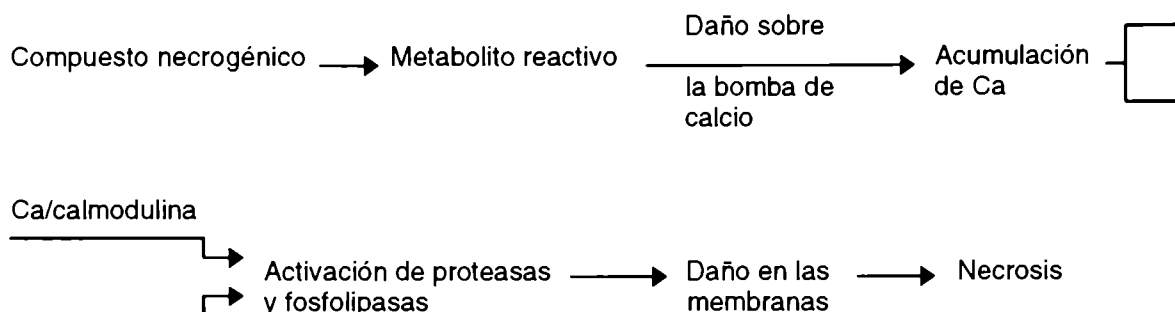 Daño sobre
Compuesto necrogénico
Metabolito reactivo
la bomba de
calcio
Acumulación
de Ca
Ca/calmodulina
Activación de proteasas
y fosfolipasas
Daño en las
membranas
Necrosis